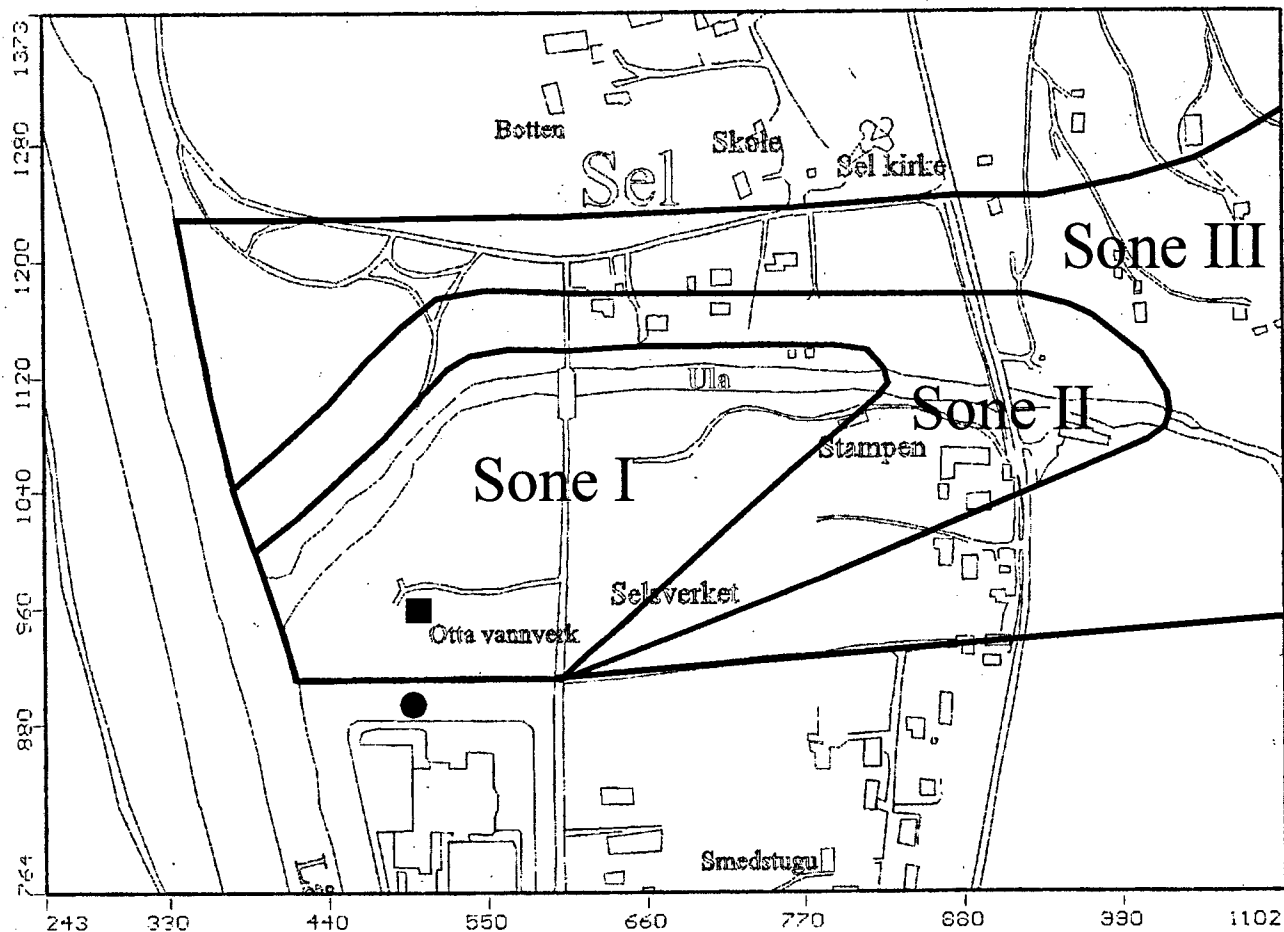 1373
Botten
Skole
1280
Sel
Sel kirke
Sone III
1200
1120
Ula
Sone II
Stampen
1040
Sone I
Selsverket
960
Otta vannverk
880
Smedstugu
764
243 330 440 550 660 770 880 990 1102